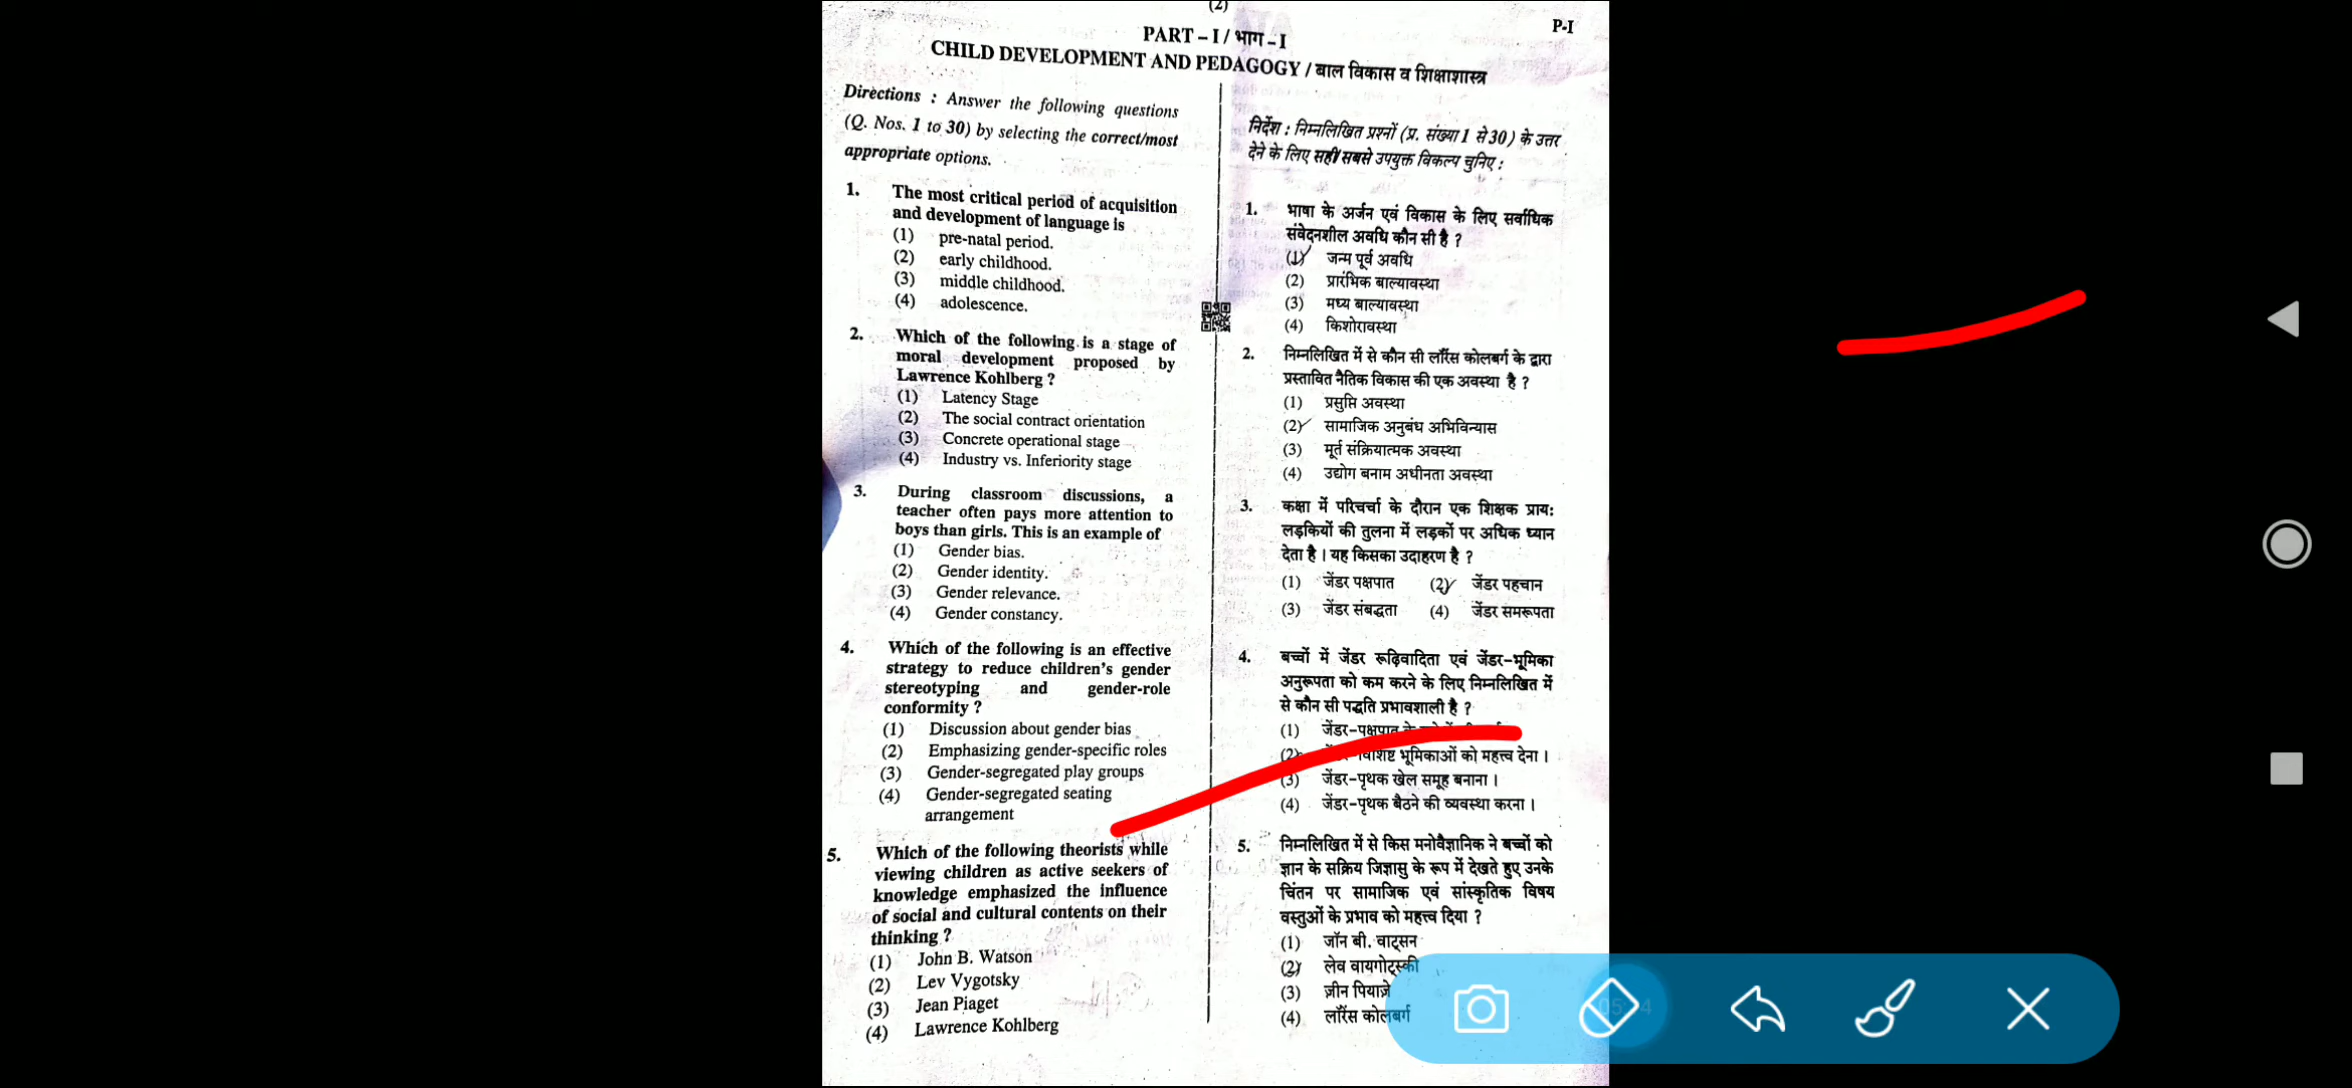 (2)
P-I
PART – I / भाग – I
CHILD DEVELOPMENT AND PEDAGOGY / बाल विकास व शिक्षाशास्त्र
Directions : Answer the following questions
(Q. Nos. 1 to 30) by selecting the correct/most
appropriate options.
1. The most critical period of acquisition
and development of language is
(1) pre-natal period.
(2) early childhood.
(3) middle childhood.
(4) adolescence.
2. Which of the following is a stage of
moral development proposed by
Lawrence Kohlberg ?
(1) Latency Stage
(2) The social contract orientation
(3) Concrete operational stage
(4) Industry vs. Inferiority stage
3. During classroom discussions, a
teacher often pays more attention to
boys than girls. This is an example of
(1) Gender bias.
(2) Gender identity.
(3) Gender relevance.
(4) Gender constancy.
4. Which of the following is an effective
strategy to reduce children's gender
stereotyping and gender-role
conformity ?
(1) Discussion about gender bias
(2) Emphasizing gender-specific roles
(3) Gender-segregated play groups
(4) Gender-segregated seating
arrangement
5. Which of the following theorists while
viewing children as active seekers of
knowledge emphasized the influence
of social and cultural contents on their
thinking ?
(1) John B. Watson
(2) Lev Vygotsky
(3) Jean Piaget
(4) Lawrence Kohlberg
निर्देश : निम्नलिखित प्रश्नों (प्र. संख्या 1 से 30) के उत्तर
देने के लिए सही/सबसे उपयुक्त विकल्प चुनिए :
1. भाषा के अर्जन एवं विकास के लिए सर्वाधिक
संवेदनशील अवधि कौन सी है ?
(1) जन्म पूर्व अवधि
(2) प्रारंभिक बाल्यावस्था
(3) मध्य बाल्यावस्था
(4) किशोरावस्था
2. निम्नलिखित में से कौन सी लॉरेंस कोलबर्ग के द्वारा
प्रस्तावित नैतिक विकास की एक अवस्था है ?
(1) प्रसुप्ति अवस्था
(2) सामाजिक अनुबंध अभिविन्यास
(3) मूर्त संक्रियात्मक अवस्था
(4) उद्योग बनाम अधीनता अवस्था
3. कक्षा में परिचर्चा के दौरान एक शिक्षक प्राय:
लड़कियों की तुलना में लड़कों पर अधिक ध्यान
देता है । यह किसका उदाहरण है ?
(1) जेंडर पक्षपात (2) जेंडर पहचान
(3) जेंडर संबद्धता (4) जेंडर समरूपता
4. बच्चों में जेंडर रूढ़िवादिता एवं जेंडर-भूमिका
अनुरूपता को कम करने के लिए निम्नलिखित में
से कौन सी पद्धति प्रभावशाली है ?
(1) जेंडर-पक्षपात
(2) भूमिकाओं को महत्त्व देना ।
(3) जेंडर-पृथक खेल समूह बनाना ।
(4) जेंडर-पृथक बैठने की व्यवस्था करना ।
5. निम्नलिखित में से किस मनोवैज्ञानिक ने बच्चों को
ज्ञान के सक्रिय जिज्ञासु के रूप में देखते हुए उनके
चिंतन पर सामाजिक एवं सांस्कृतिक विषय
वस्तुओं के प्रभाव को महत्त्व दिया ?
(1) जॉन बी. वाट्सन
(2) लेव वायगोट्स्की
(3) ज़ीन पियाज़े
(4) लॉरेंस कोलबर्ग